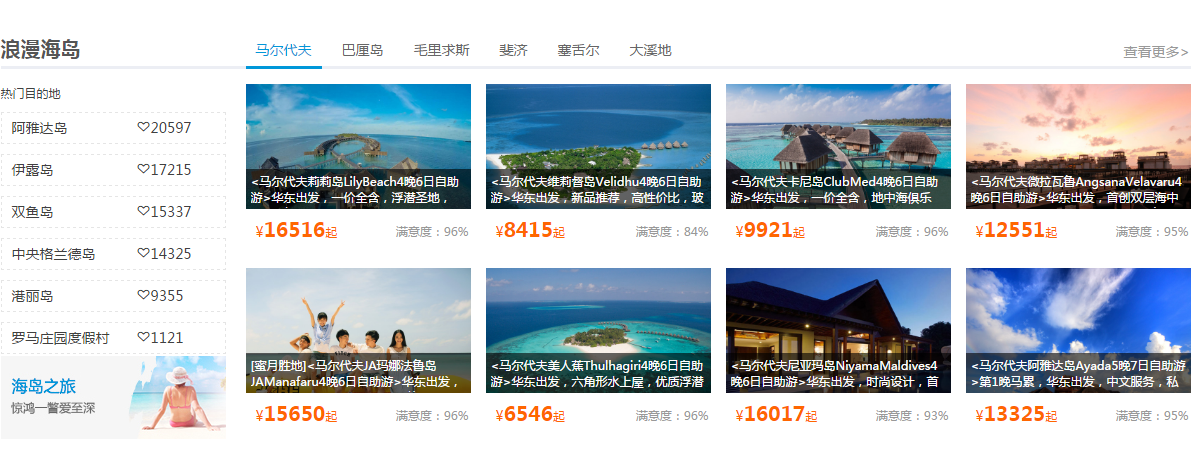 浪漫海岛
马尔代夫 巴厘岛 毛里求斯 斐济 塞舌尔 大溪地
查看更多>
热门目的地
阿雅达岛 ♡20597
伊露岛 ♡17215
双鱼岛 ♡15337
中央格兰德岛 ♡14325
港丽岛 ♡9355
罗马庄园度假村 ♡1121
海岛之旅
惊鸿一瞥爱至深
<马尔代夫莉莉岛LilyBeach4晚6日自助
游>华东出发，一价全含，浮潜圣地，
¥16516起 满意度：96%
<马尔代夫维莉吾岛Velidhu4晚6日自助
游>华东出发，新品推荐，高性价比，玻
¥8415起 满意度：84%
<马尔代夫卡尼岛ClubMed4晚6日自助
游>华东出发，一价全含，地中海俱乐
¥9921起 满意度：96%
<马尔代夫微拉瓦鲁AngsanaVelavaru4
晚6日自助游>华东出发，首创双层海中
¥12551起 满意度：95%
[蜜月胜地]<马尔代夫JA玛娜法鲁岛
JAManafaru4晚6日自助游>华东出发，
¥15650起 满意度：96%
<马尔代夫美人蕉Thulhagiri4晚6日自助
游>华东出发，六角形水上屋，优质浮潜
¥6546起 满意度：96%
<马尔代夫尼亚玛岛NiyamaMaldives4
晚6日自助游>华东出发，时尚设计，首
¥16017起 满意度：93%
<马尔代夫阿雅达岛Ayada5晚7日自助游
>第1晚马累，华东出发，中文服务，私
¥13325起 满意度：95%